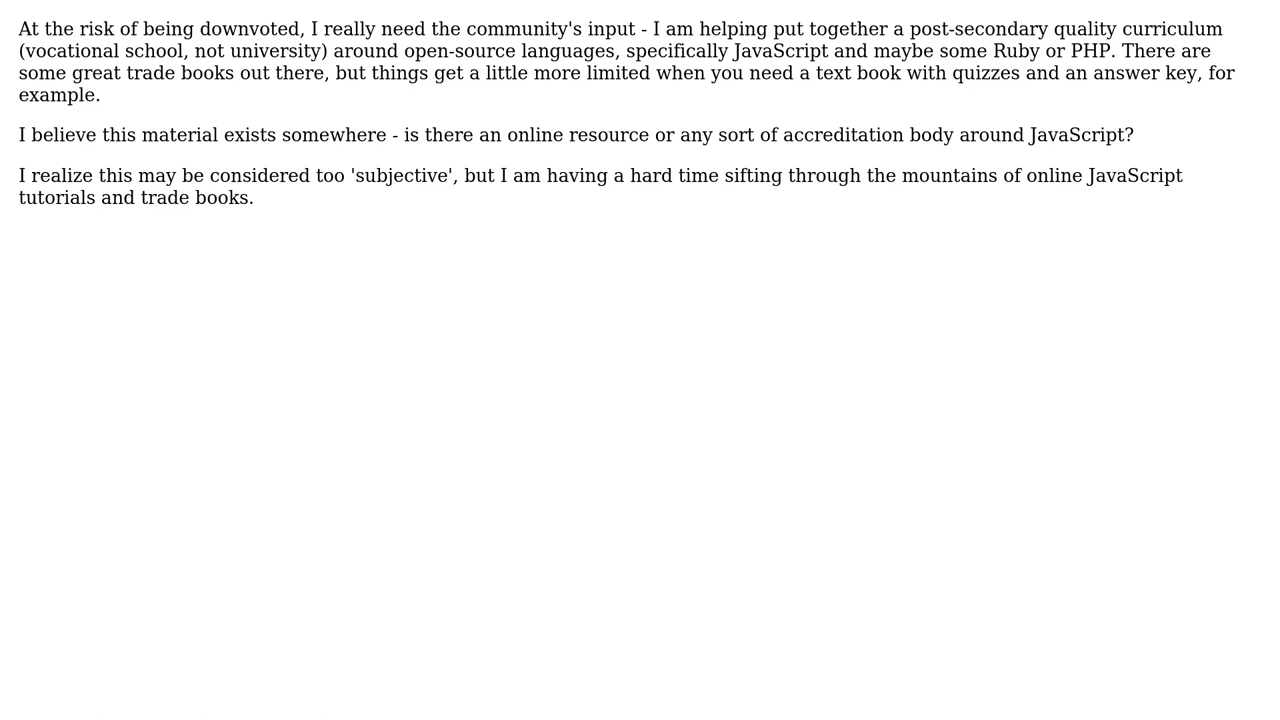 At the risk of being downvoted, I really need the community's input - I am helping put together a post-secondary quality curriculum
(vocational school, not university) around open-source languages, specifically JavaScript and maybe some Ruby or PHP. There are
some great trade books out there, but things get a little more limited when you need a text book with quizzes and an answer key, for
example.
I believe this material exists somewhere - is there an online resource or any sort of accreditation body around JavaScript?
I realize this may be considered too 'subjective', but I am having a hard time sifting through the mountains of online JavaScript
tutorials and trade books.